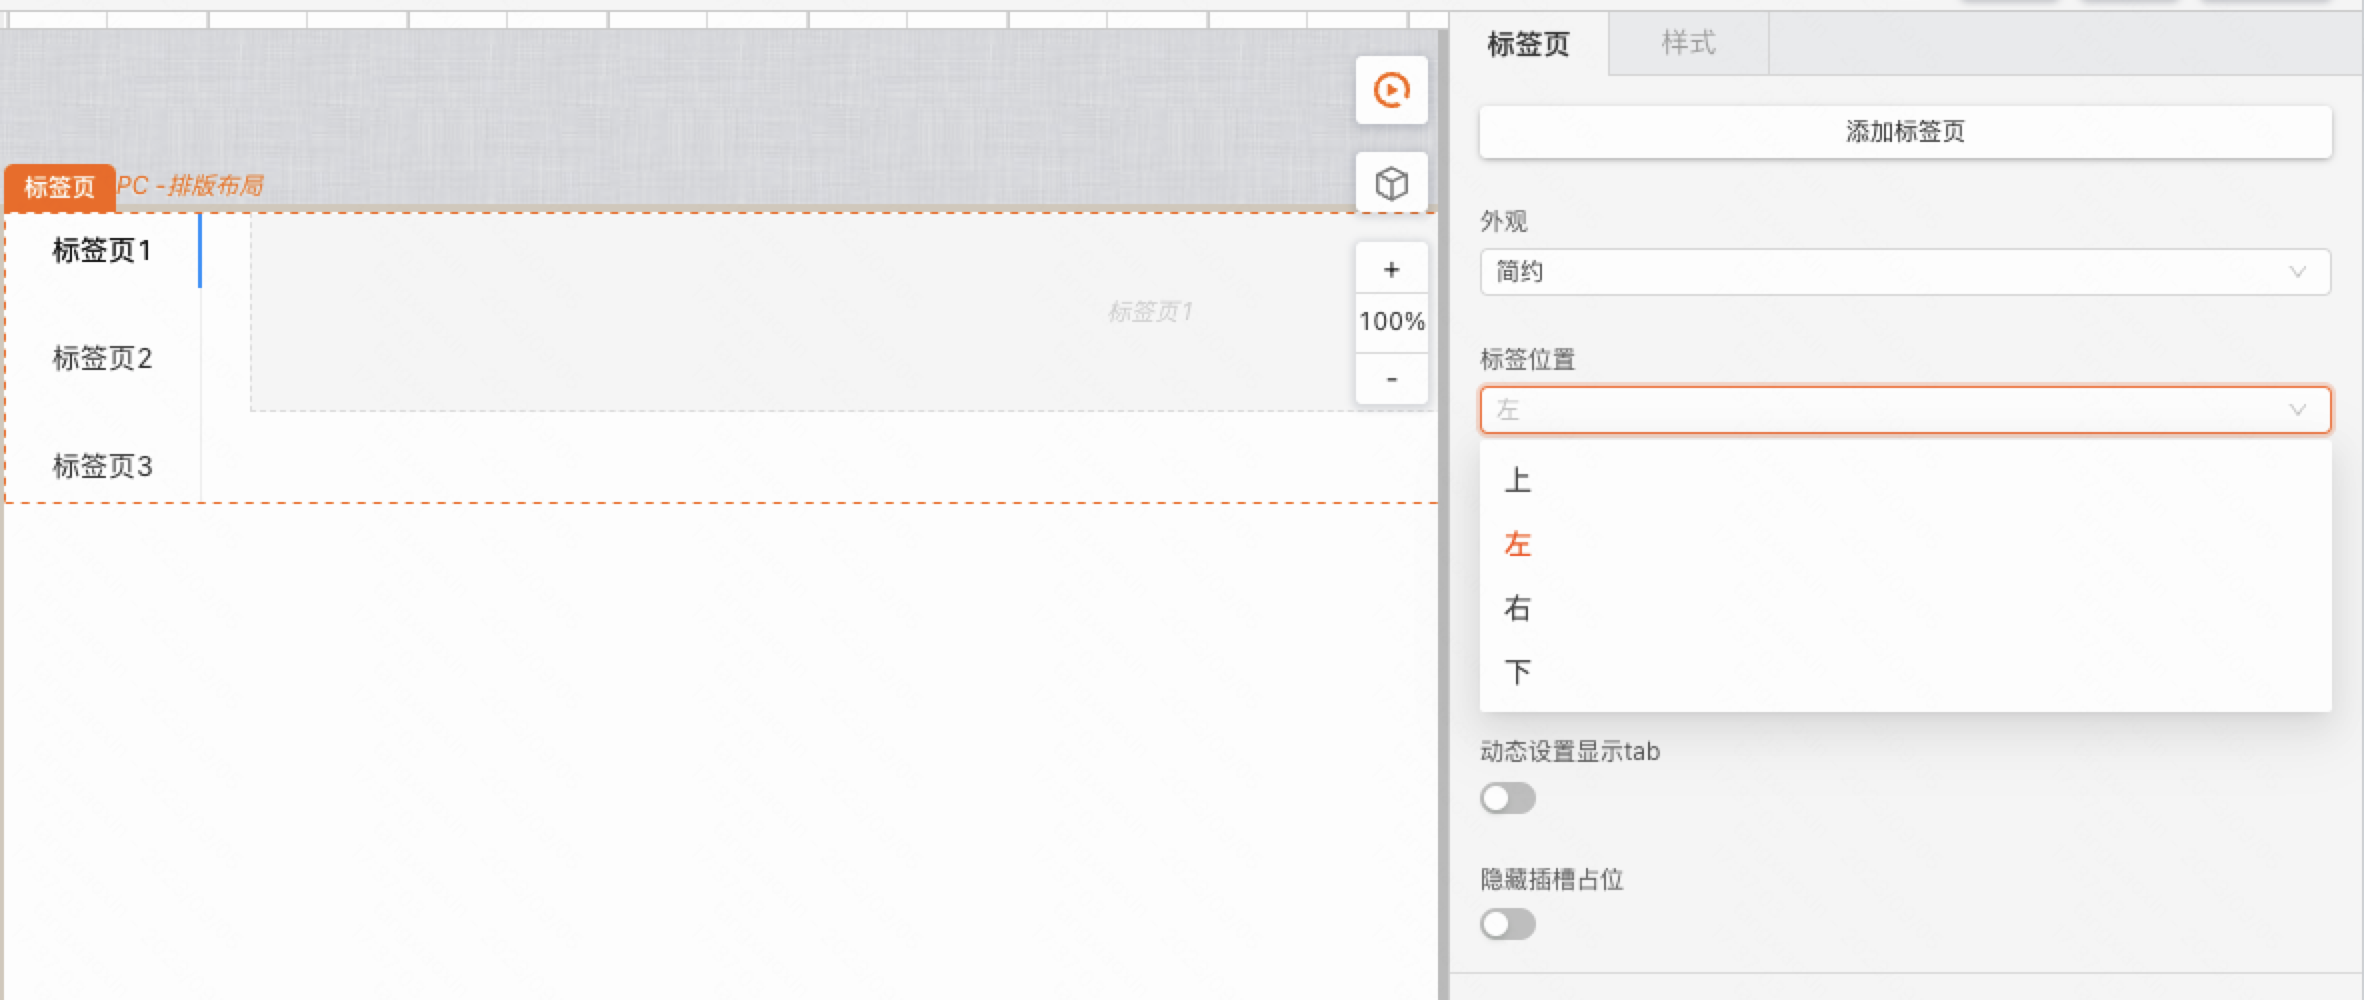 标签页
PC -排版布局
标签页1
标签页2
标签页3
标签页1
+
100%
-
标签页
样式
添加标签页
外观
简约
标签位置
左
上
左
右
下
动态设置显示tab
隐藏插槽占位